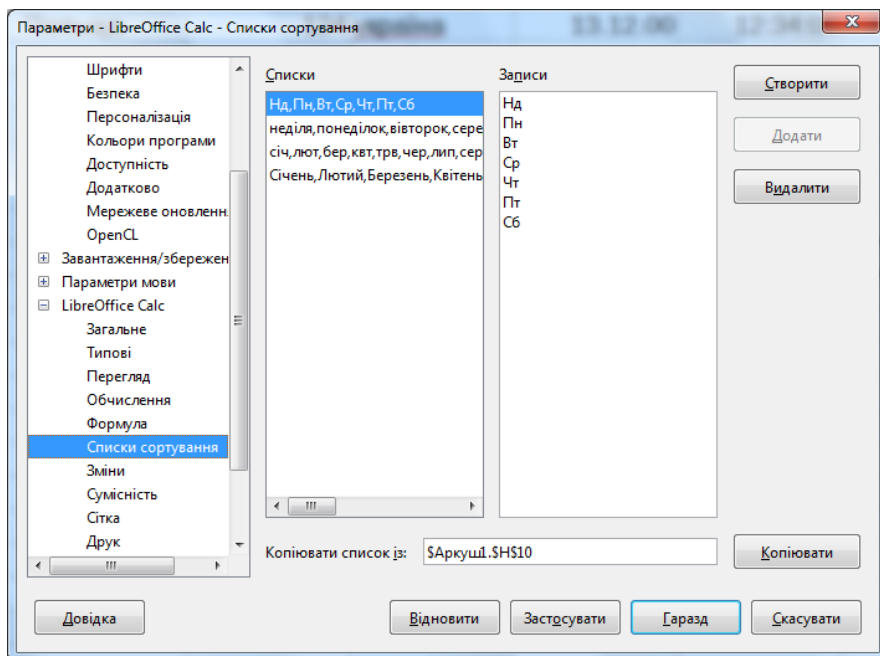 Параметри - LibreOffice Calc - Списки сортування
13.12.00
Шрифти
Безпека
Персоналізація
Кольори програми
Доступність
Додатково
Мережеве оновленн
OpenCL
Завантаження/збережен
Параметри мови
LibreOffice Calc
Загальне
Типові
Перегляд
Обчислення
Формула
Списки сортування
Зміни
Сумісність
Сітка
Друк
Списки
Нд,Пн,Вт,Ср,Чт,Пт,Сб
неділя,понеділок,вівторок,сере
січ,лют,бер,квт,трв,чер,лип,сер
Січень,Лютий,Березень,Квітень
Записи
Нд
Пн
Вт
Ср
Чт
Пт
Сб
Створити
Додати
Видалити
Копіювати список із:
$Аркуш1.$H$10
Копіювати
Довідка
Відновити
Застосувати
Гаразд
Скасувати